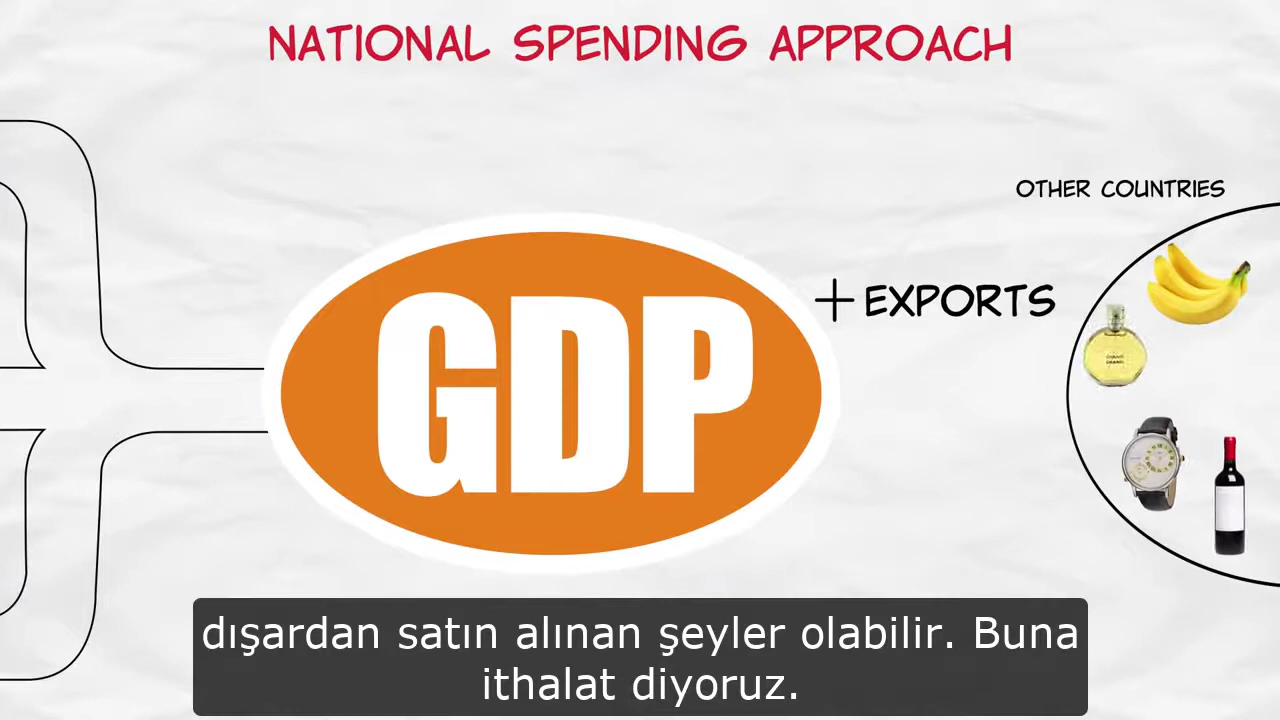 NATIONAL SPENDING APPROACH
OTHER COUNTRIES
+EXPORTS
GDP
dışardan satın alınan şeyler olabilir. Buna
ithalat diyoruz.